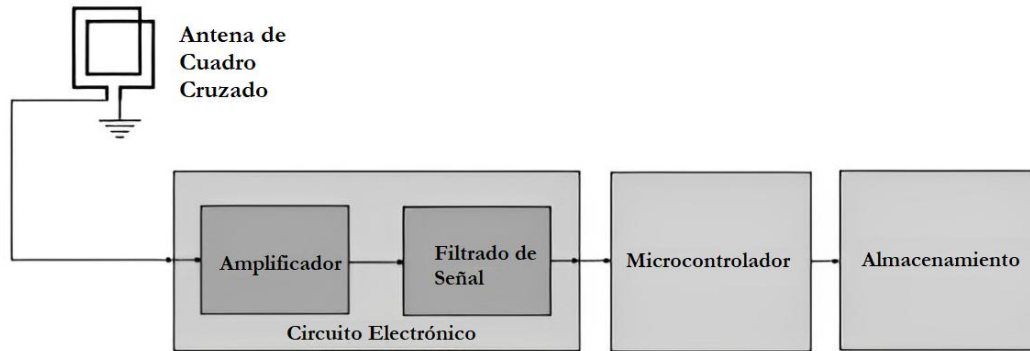 Antena de
Cuadro
Cruzado
Amplificador
Filtrado de
Señal
Circuito Electrónico
Microcontrolador
Almacenamiento